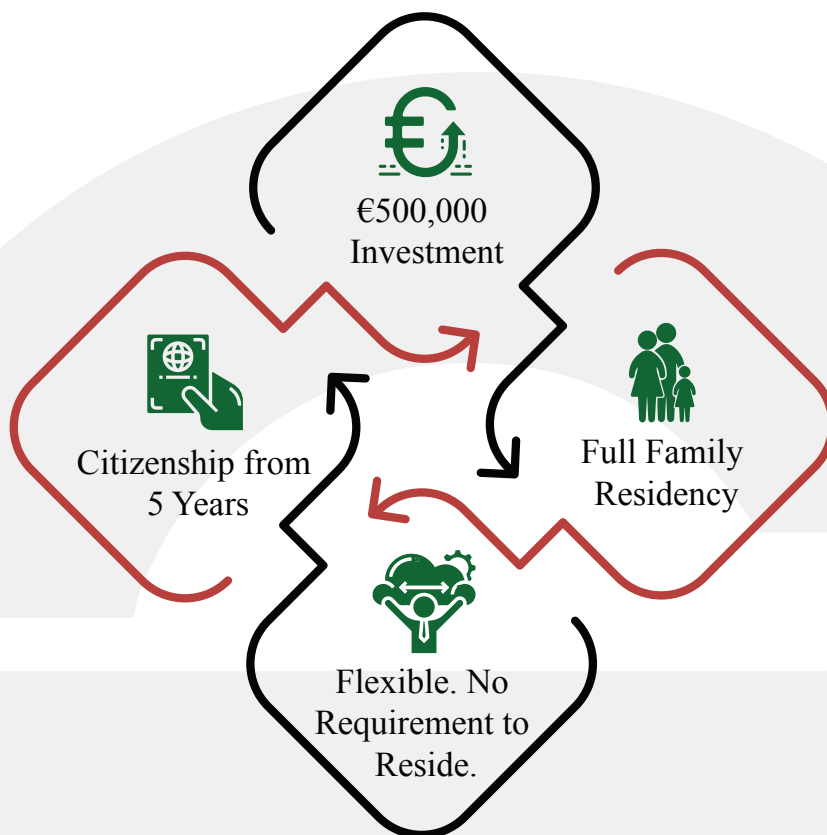 €500,000
Investment
Citizenship from
5 Years
Full Family
Residency
Flexible. No
Requirement to
Reside.